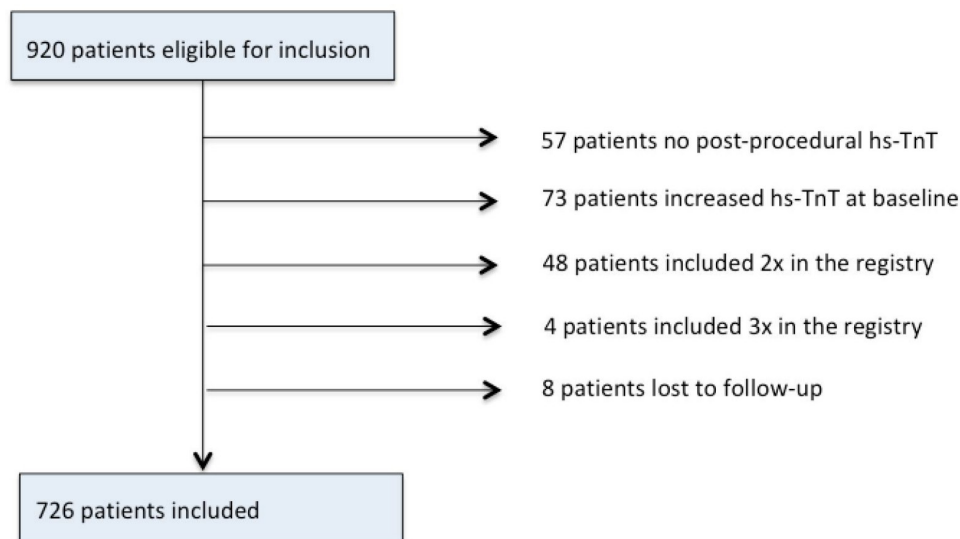 920 patients eligible for inclusion
57 patients no post-procedural hs-TnT
73 patients increased hs-TnT at baseline
48 patients included 2x in the registry
4 patients included 3x in the registry
8 patients lost to follow-up
726 patients included